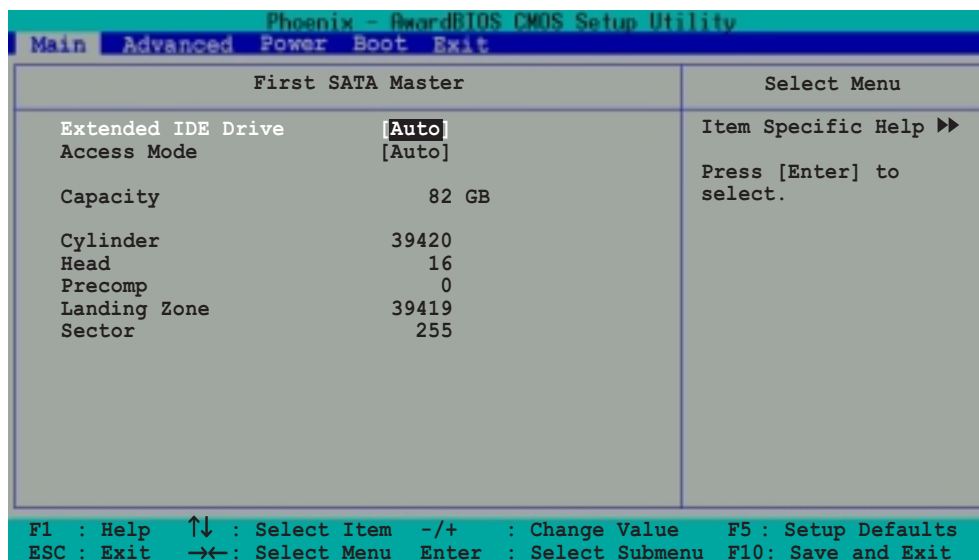 Phoenix - AwardBIOS CMOS Setup Utility
Main Advanced Power Boot Exit
First SATA Master
Select Menu
Extended IDE Drive [Auto]
Access Mode [Auto]
Capacity 82 GB
Cylinder 39420
Head 16
Precomp 0
Landing Zone 39419
Sector 255
Item Specific Help ▶▶
Press [Enter] to
select.
F1 : Help ↑↓ : Select Item -/+ : Change Value F5 : Setup Defaults
ESC : Exit →← : Select Menu Enter : Select Submenu F10: Save and Exit